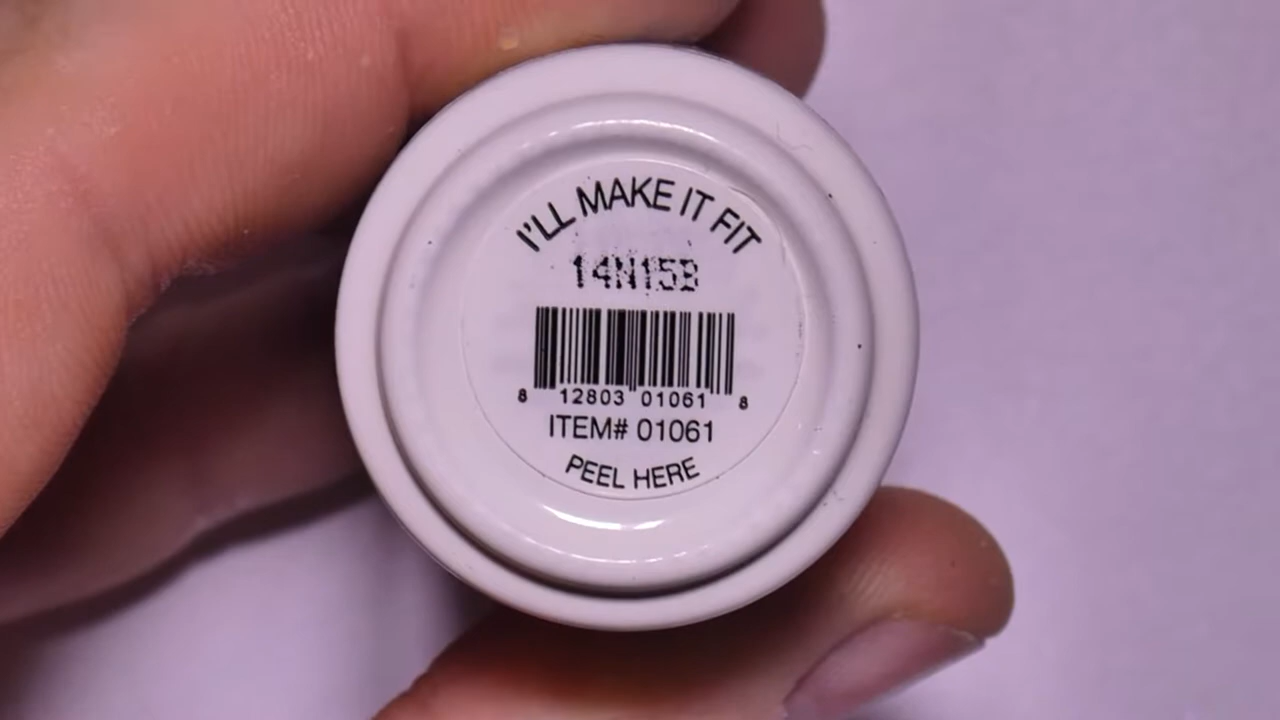 I'LL MAKE IT FIT
14N15B
8 12803 01061 8
ITEM# 01061
PEEL HERE